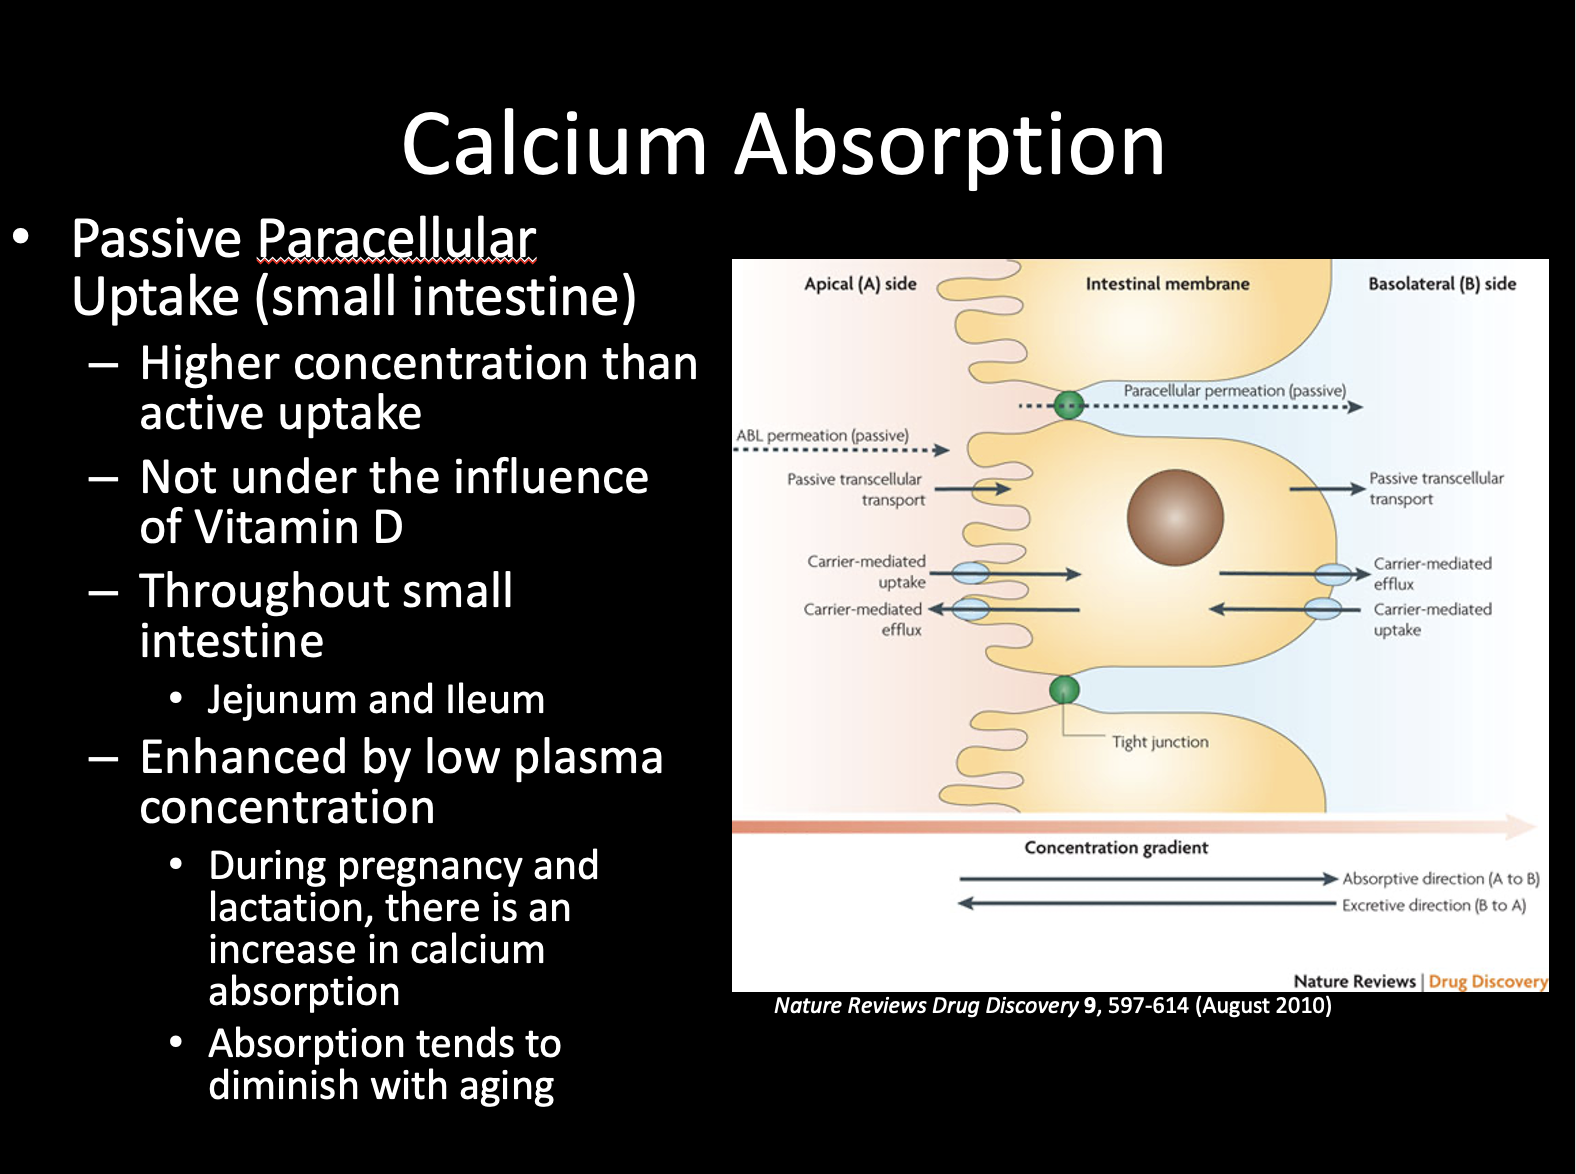 Calcium Absorption
• Passive Paracellular
Uptake (small intestine)
– Higher concentration than
active uptake
– Not under the influence
of Vitamin D
– Throughout small
intestine
• Jejunum and Ileum
– Enhanced by low plasma
concentration
• During pregnancy and
lactation, there is an
increase in calcium
absorption
• Absorption tends to
diminish with aging
Apical (A) side
Intestinal membrane
Basolateral (B) side
Paracellular permeation (passive)
ABL permeation (passive)
Passive transcellular
transport
Passive transcellular
transport
Carrier-mediated
uptake
Carrier-mediated
efflux
Carrier-mediated
efflux
Carrier-mediated
uptake
Tight junction
Concentration gradient
Absorptive direction (A to B)
Excretive direction (B to A)
Nature Reviews | Drug Discovery
Nature Reviews Drug Discovery 9, 597-614 (August 2010)